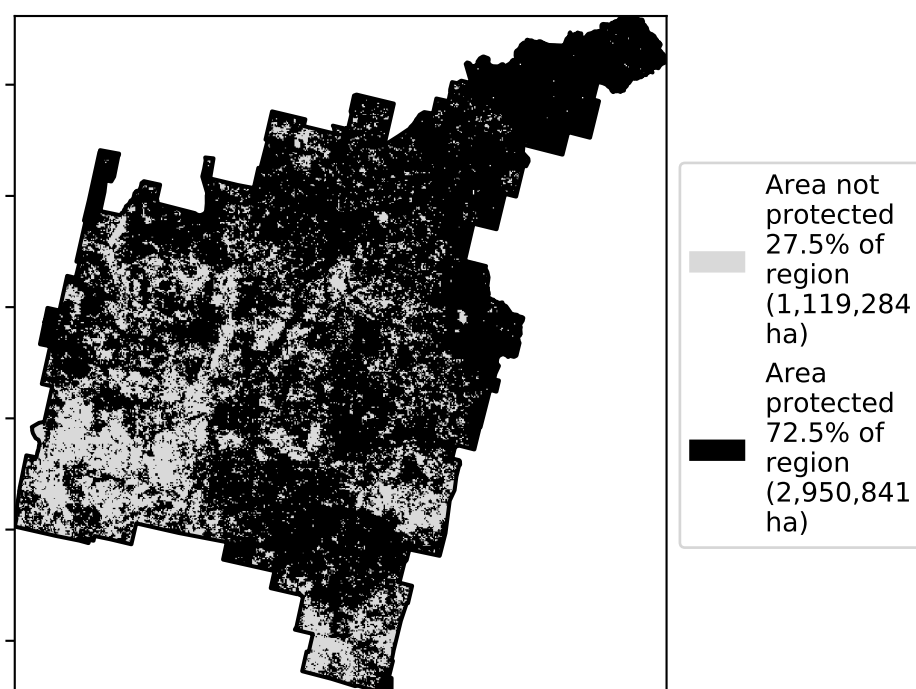 Area not
protected
27.5% of
region
(1,119,284
ha)
Area
protected
72.5% of
region
(2,950,841
ha)